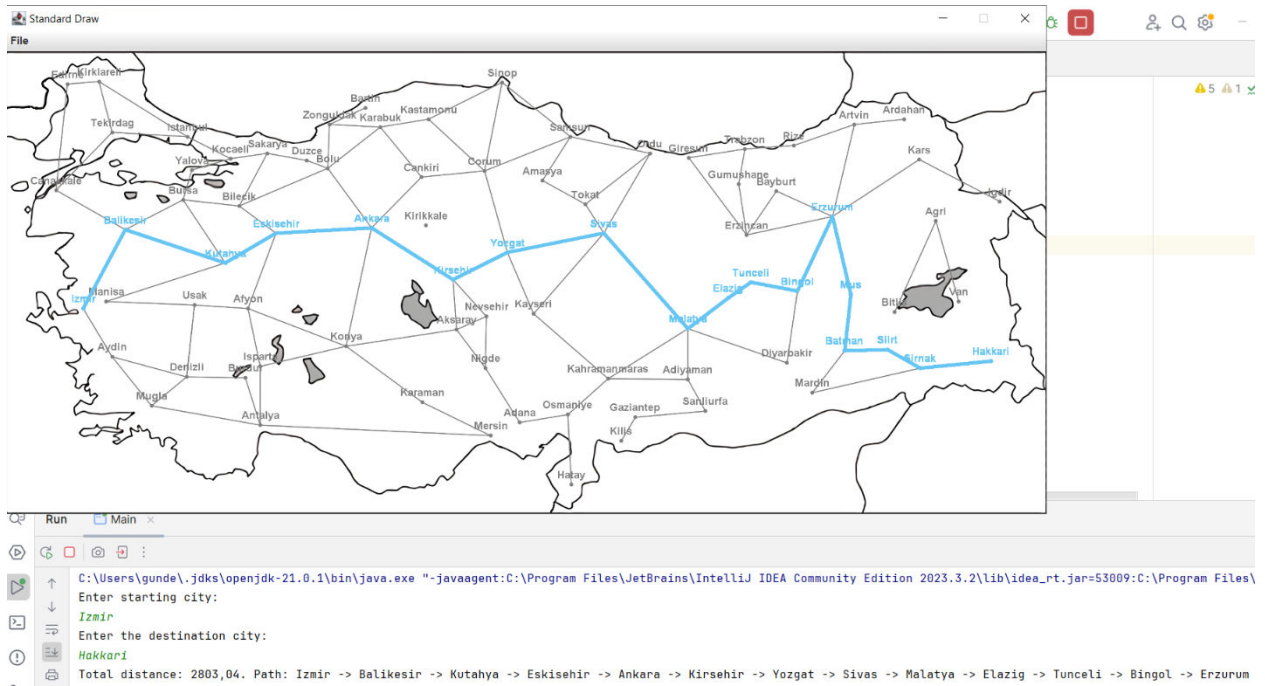 Standard Draw
File
5 1
Edirne Kirklareli Sinop
Bartin
Zonguldak Karabuk Kastamonu Artvin Ardahan
Tekirdag Istanbul Samsun
Kocaeli Sakarya Duzce Ordu Giresun Trabzon Rize
Yalova Bolu Corum Kars
Cankiri Amasya Gumushane
Canakkale Bursa Bilecik Tokat Bayburt Igdir
Balikesir Eskisehir Ankara Kirikkale Sivas Erzincan Erzurum Agri
Kutahya Yozgat
Kirsehir Tunceli Bingol
Izmir Manisa Usak Afyon Elazig Mus Bitlis Van
Nevsehir Kayseri
Aksaray Malatya
Aydin Konya Batman Siirt
Isparta Nigde Diyarbakir Sirnak Hakkari
Denizli Burdur Kahramanmaras Adiyaman
Mardin
Mugla Karaman Sanliurfa
Antalya Adana Osmaniye Gaziantep
Mersin Kilis
Hatay
Run Main
C:\Users\gunde\.jdks\openjdk-21.0.1\bin\java.exe "-javaagent:C:\Program Files\JetBrains\IntelliJ IDEA Community Edition 2023.3.2\lib\idea_rt.jar=53009:C:\Program Files\
Enter starting city:
Izmir
Enter the destination city:
Hakkari
Total distance: 2803,04. Path: Izmir -> Balikesir -> Kutahya -> Eskisehir -> Ankara -> Kirsehir -> Yozgat -> Sivas -> Malatya -> Elazig -> Tunceli -> Bingol -> Erzurum